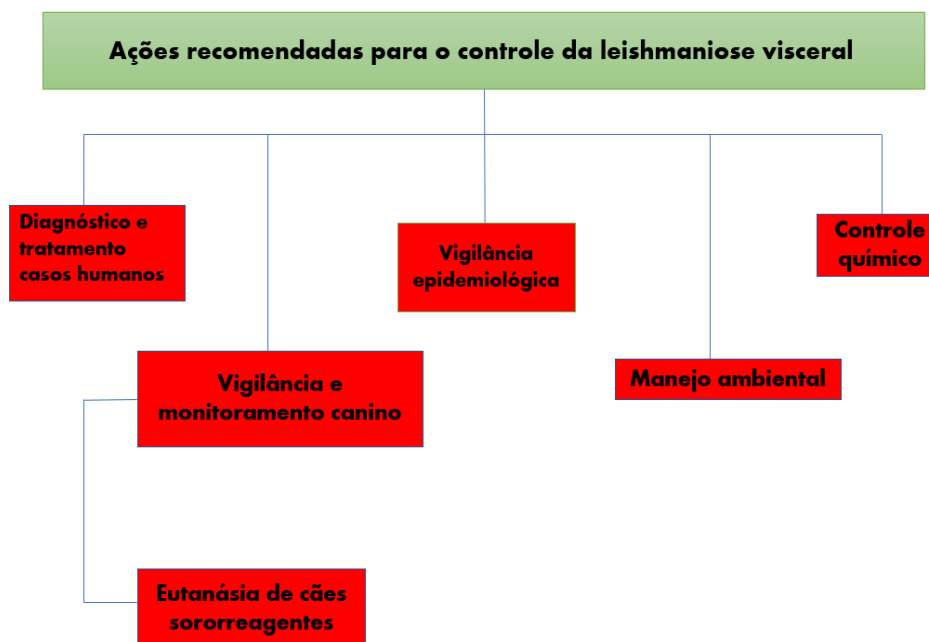 Ações recomendadas para o controle da leishmaniose visceral
Diagnóstico e
tratamento
casos humanos
Vigilância
epidemiológica
Controle
químico
Vigilância e
monitoramento canino
Manejo ambiental
Eutanásia de cães
sororreagentes